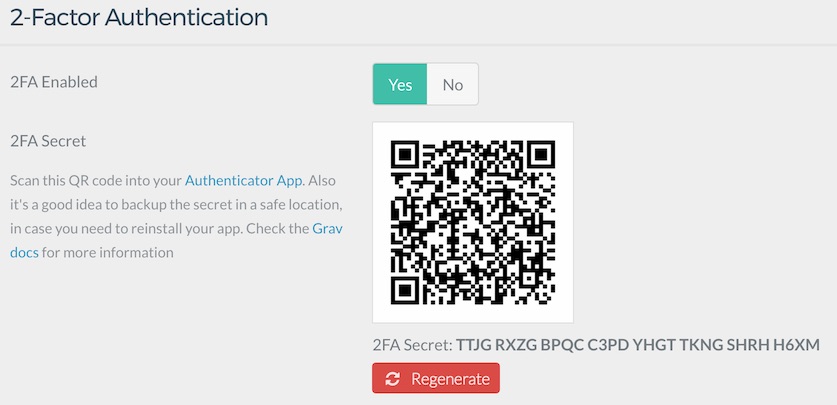 2-Factor Authentication
2FA Enabled
Yes No
2FA Secret
Scan this QR code into your Authenticator App. Also
it's a good idea to backup the secret in a safe location,
in case you need to reinstall your app. Check the Grav
docs for more information
2FA Secret: TTJG RXZG BPQC C3PD YHGT TKNG SHRH H6XM
Regenerate